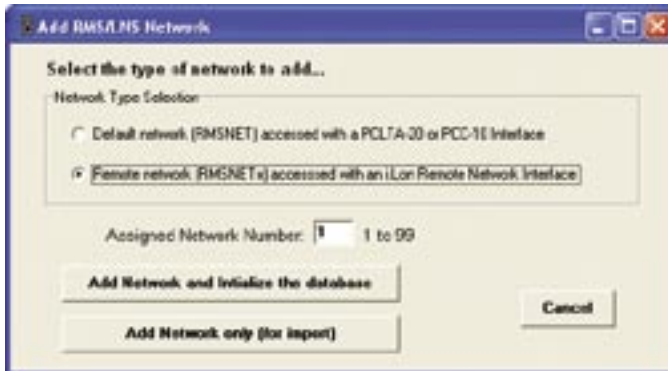 Add RMS/LNS Network
Select the type of network to add...
Network Type Selection
Default network (RMSNET) accessed with a PCLTA-20 or PCC-10 Interface
Remote network (RMSNETx) accesssed with an iLon Remote Network Interface
Assigned Network Number: 1 1 to 99
Add Network and Intialize the database
Cancel
Add Network only (for import)